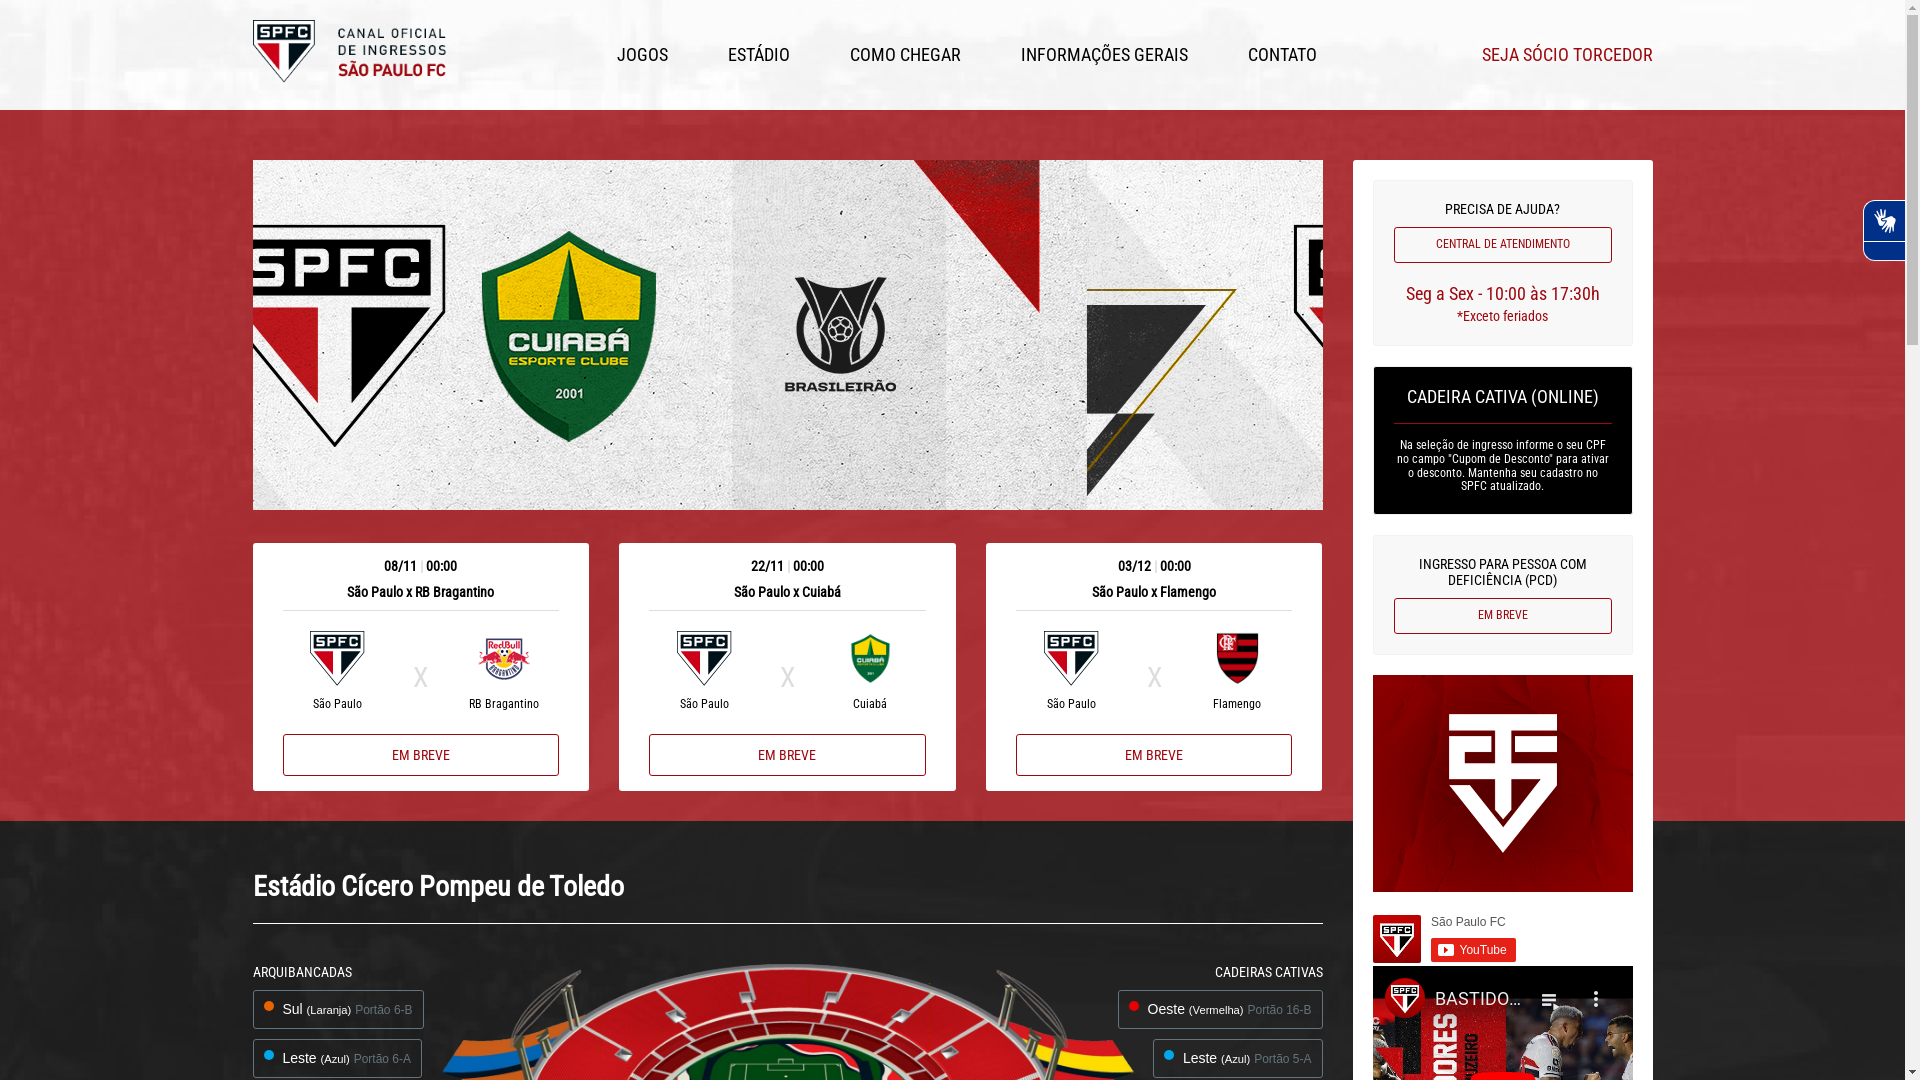 SPFC
CANAL OFICIAL
DE INGRESSOS
SÃO PAULO FC
JOGOS
ESTÁDIO
COMO CHEGAR
INFORMAÇÕES GERAIS
CONTATO
SEJA SÓCIO TORCEDOR
SPFC
CUIABÁ
ESPORTE CLUBE
2001
BRASILEIRÃO
08/11 | 00:00
São Paulo x RB Bragantino
SPFC
X
RedBull
BRAGANTINO
São Paulo
RB Bragantino
EM BREVE
22/11 | 00:00
São Paulo x Cuiabá
SPFC
X
CUIABÁ
São Paulo
Cuiabá
EM BREVE
03/12 | 00:00
São Paulo x Flamengo
SPFC
X
São Paulo
Flamengo
EM BREVE
PRECISA DE AJUDA?
CENTRAL DE ATENDIMENTO
Seg a Sex - 10:00 às 17:30h
*Exceto feriados
CADEIRA CATIVA (ONLINE)
Na seleção de ingresso informe o seu CPF
no campo "Cupom de Desconto" para ativar
o desconto. Mantenha seu cadastro no
SPFC atualizado.
INGRESSO PARA PESSOA COM
DEFICIÊNCIA (PCD)
EM BREVE
SPFC
São Paulo FC
YouTube
SPFC
BASTIDO...
Estádio Cícero Pompeu de Toledo
ARQUIBANCADAS
Sul (Laranja) Portão 6-B
Leste (Azul) Portão 6-A
CADEIRAS CATIVAS
Oeste (Vermelha) Portão 16-B
Leste (Azul) Portão 5-A